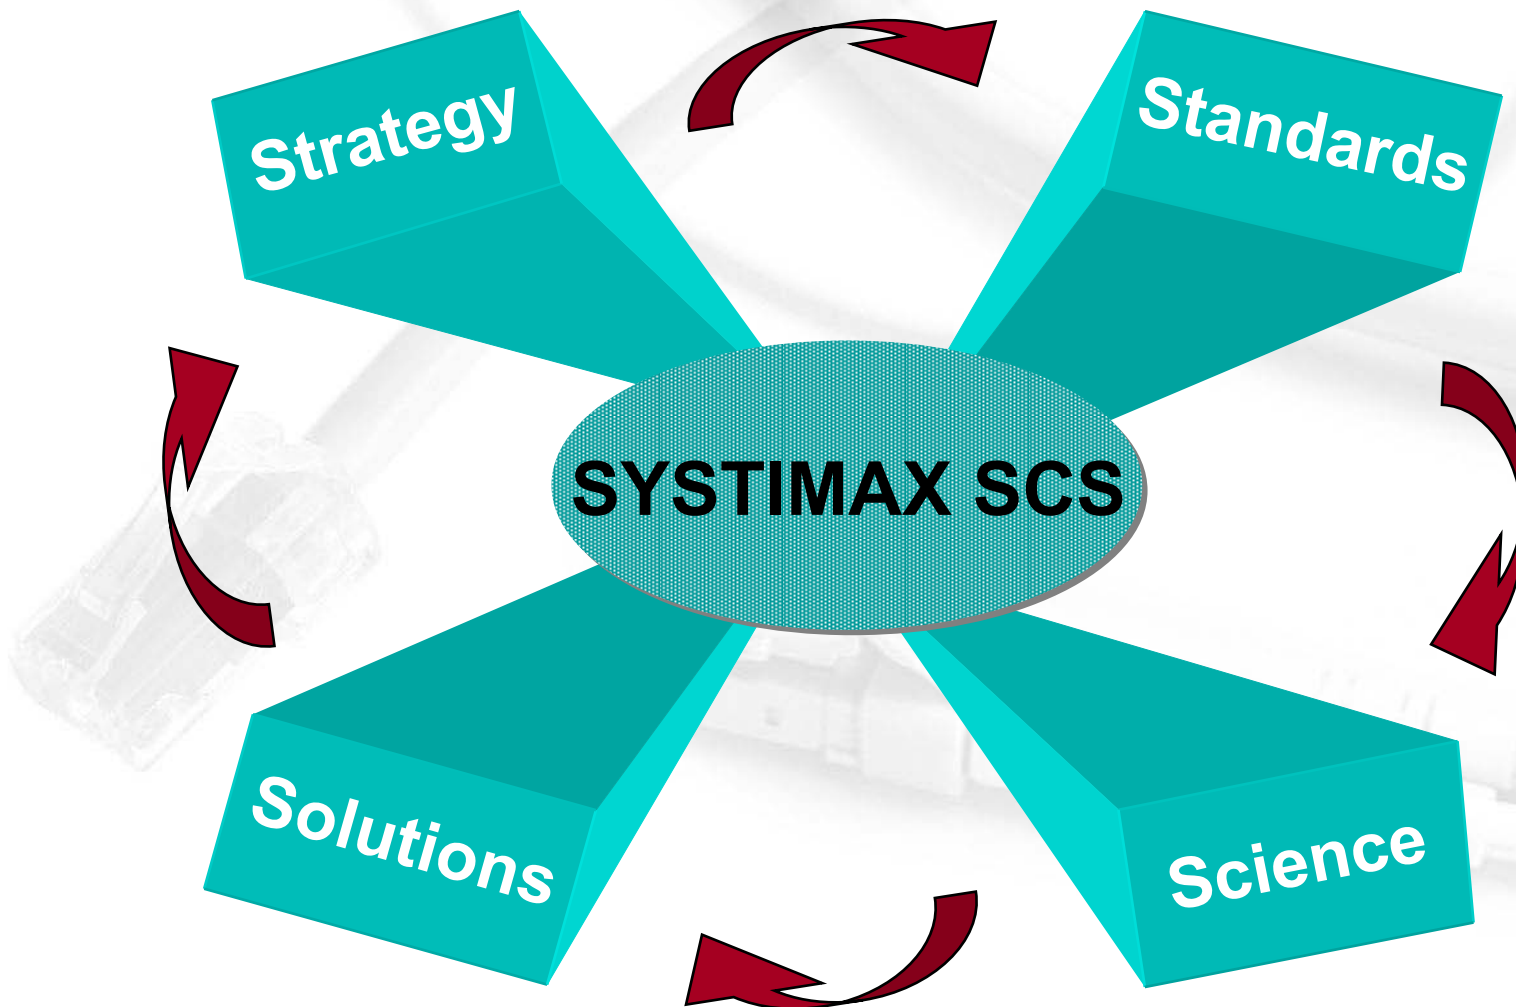 Strategy
Standards
SYSTIMAX SCS
Solutions
Science